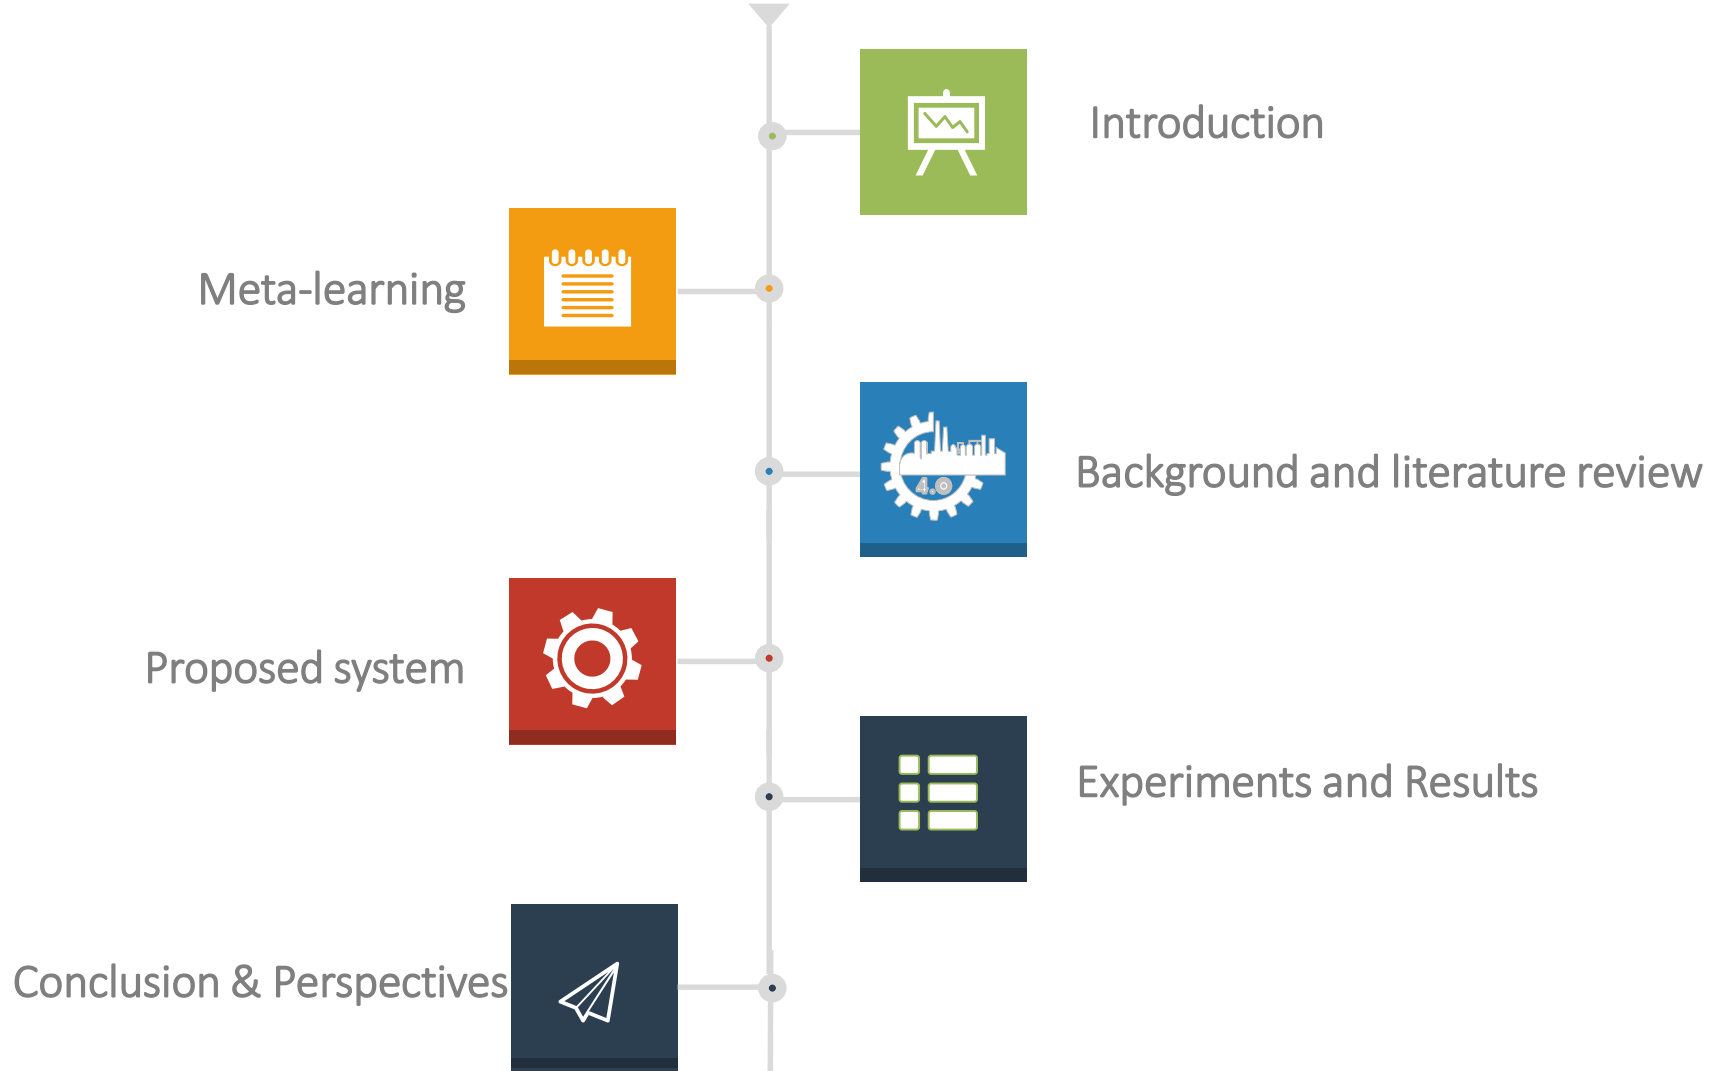 Introduction
Meta-learning
Background and literature review
4.0
Proposed system
Experiments and Results
Conclusion & Perspectives